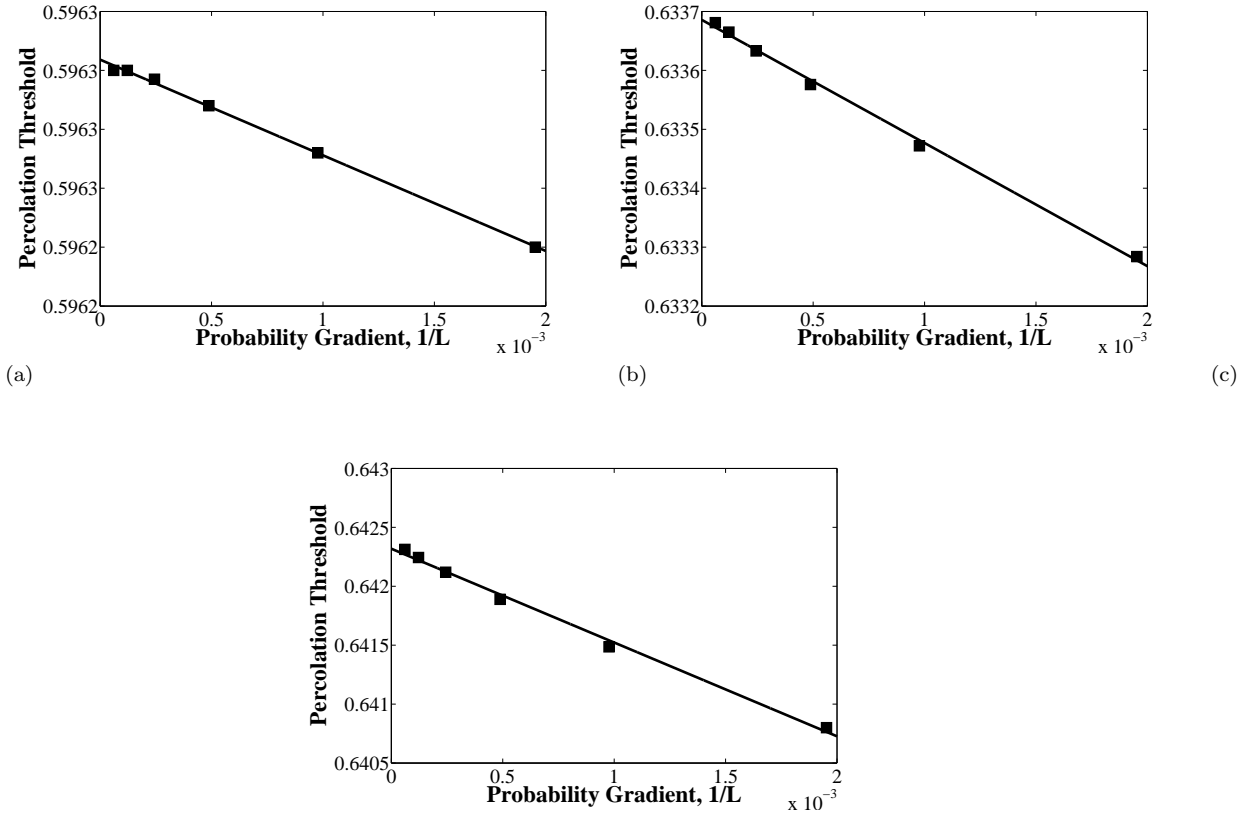 0.5963
0.5963
0.5963
0.5963
0.5962
0.5962
Percolation Threshold
0 0.5 1 1.5 2
Probability Gradient, 1/L
x 10⁻³
0.6337
0.6336
0.6335
0.6334
0.6333
0.6332
Percolation Threshold
0 0.5 1 1.5 2
Probability Gradient, 1/L
x 10⁻³
(a) (b) (c)
0.643
0.6425
0.642
0.6415
0.641
0.6405
Percolation Threshold
0 0.5 1 1.5 2
Probability Gradient, 1/L
x 10⁻³